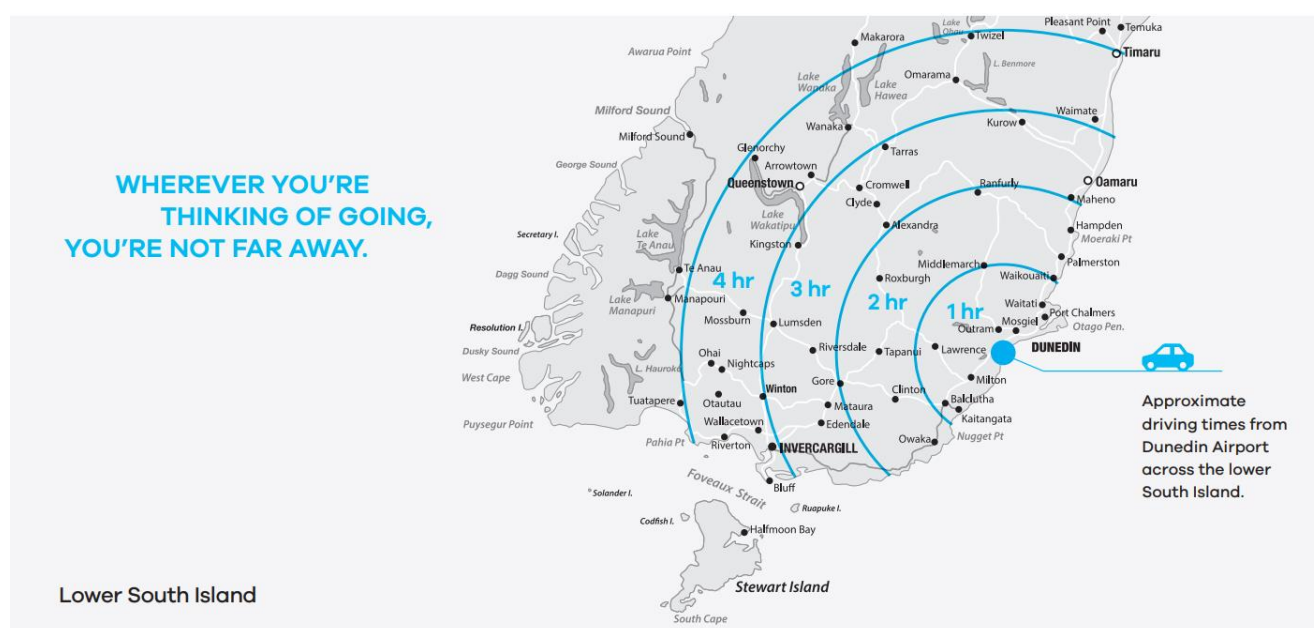 WHEREVER YOU'RE
THINKING OF GOING,
YOU'RE NOT FAR AWAY.
Lower South Island
Pleasant Point
Temuka
Lake
Ohau
Twizel
Timaru
Makarora
Awarua Point
L. Benmore
Omarama
Lake
Wanaka
Lake
Hawea
Milford Sound
Kurow
Waimate
Wanaka
Milford Sound
Glenorchy
Tarras
George Sound
Arrowtown
Queenstown
Cromwell
Ranfurly
Oamaru
Clyde
Maheno
Lake
Wakatipu
Alexandra
Hampden
Moeraki Pt
Secretary I.
Lake
Te Anau
Kingston
Middlemarch
Palmerston
Dagg Sound
Te Anau
4 hr
3 hr
2 hr
1 hr
Roxburgh
Waikouaiti
Lake
Manapouri
Manapouri
Waitati
Port Chalmers
Mossburn
Lumsden
Outram
Mosgiel
Otago Pen.
Resolution I.
Dusky Sound
Ohai
Riversdale
Tapanui
Lawrence
DUNEDIN
L. Hauroko
Nightcaps
West Cape
Gore
Clinton
Milton
Winton
Tuatapere
Otautau
Mataura
Balclutha
Kaitangata
Puysegur Point
Wallacetown
Edendale
Pahia Pt
Riverton
INVERCARGILL
Owaka
Nugget Pt
Foveaux Strait
Bluff
Solander I.
Ruapuke I.
Codfish I.
Halfmoon Bay
Stewart Island
South Cape
Approximate
driving times from
Dunedin Airport
across the lower
South Island.